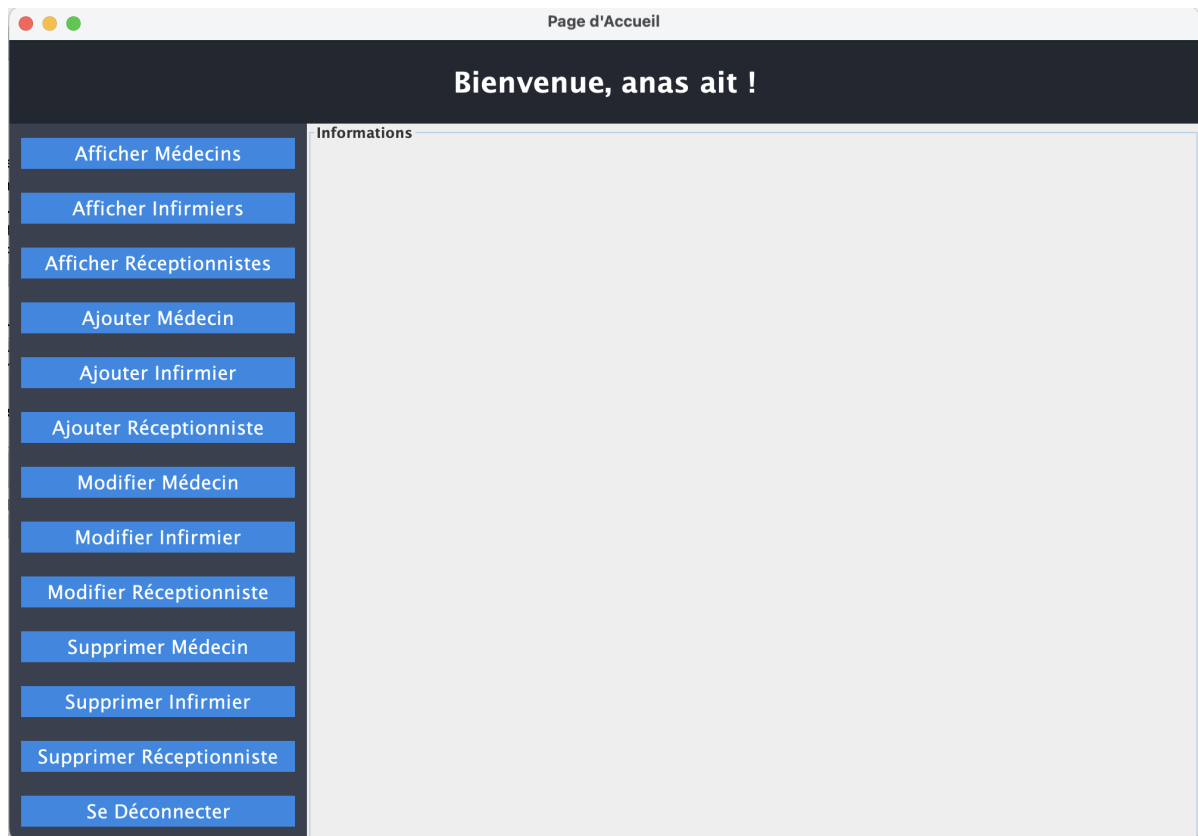 Page d'Accueil
Bienvenue, anas ait !
Informations
Afficher Médecins
Afficher Infirmiers
Afficher Réceptionnistes
Ajouter Médecin
Ajouter Infirmier
Ajouter Réceptionniste
Modifier Médecin
Modifier Infirmier
Modifier Réceptionniste
Supprimer Médecin
Supprimer Infirmier
Supprimer Réceptionniste
Se Déconnecter